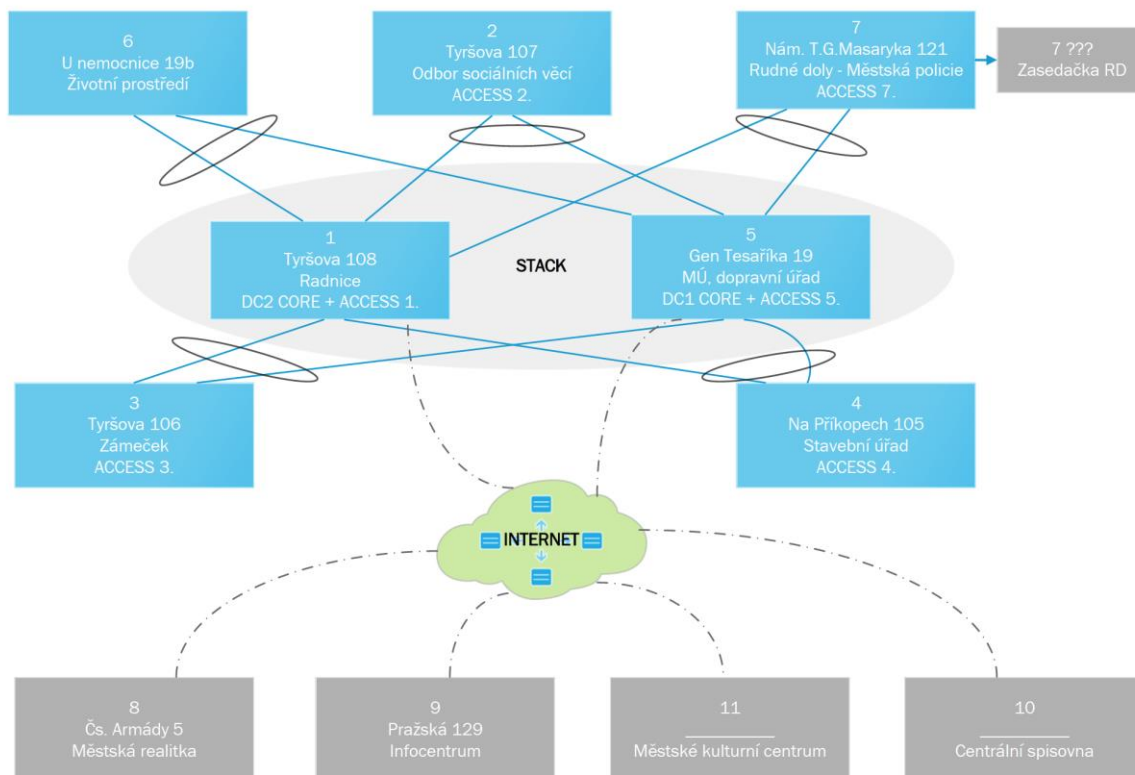 6
U nemocnice 19b
Životní prostředí
2
Tyršova 107
Odbor sociálních věcí
ACCESS 2.
7
Nám. T.G.Masaryka 121
Rudné doly - Městská policie
ACCESS 7.
7 ???
Zasedačka RD
1
Tyršova 108
Radnice
DC2 CORE + ACCESS 1.
STACK
5
Gen Tesaříka 19
MÚ, dopravní úřad
DC1 CORE + ACCESS 5.
3
Tyršova 106
Zámeček
ACCESS 3.
4
Na Příkopech 105
Stavební úřad
ACCESS 4.
INTERNET
8
Čs. Armády 5
Městská realitka
9
Pražská 129
Infocentrum
11
Městské kulturní centrum
10
Centrální spisovna